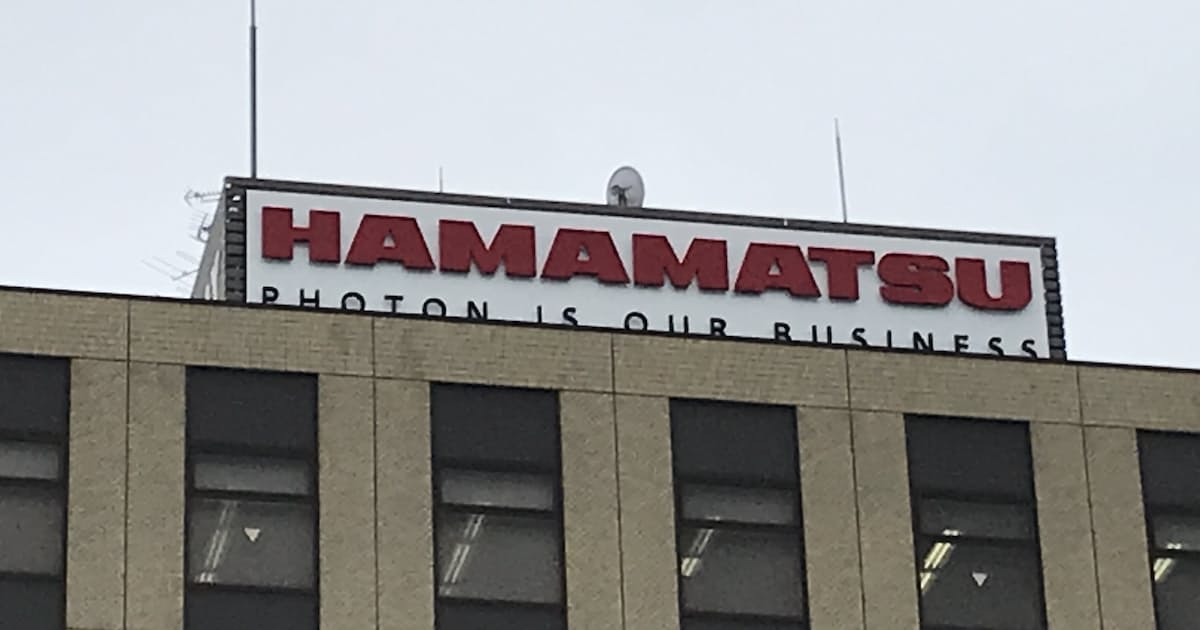 HAMAMATSU
PHOTON IS OUR BUSINESS